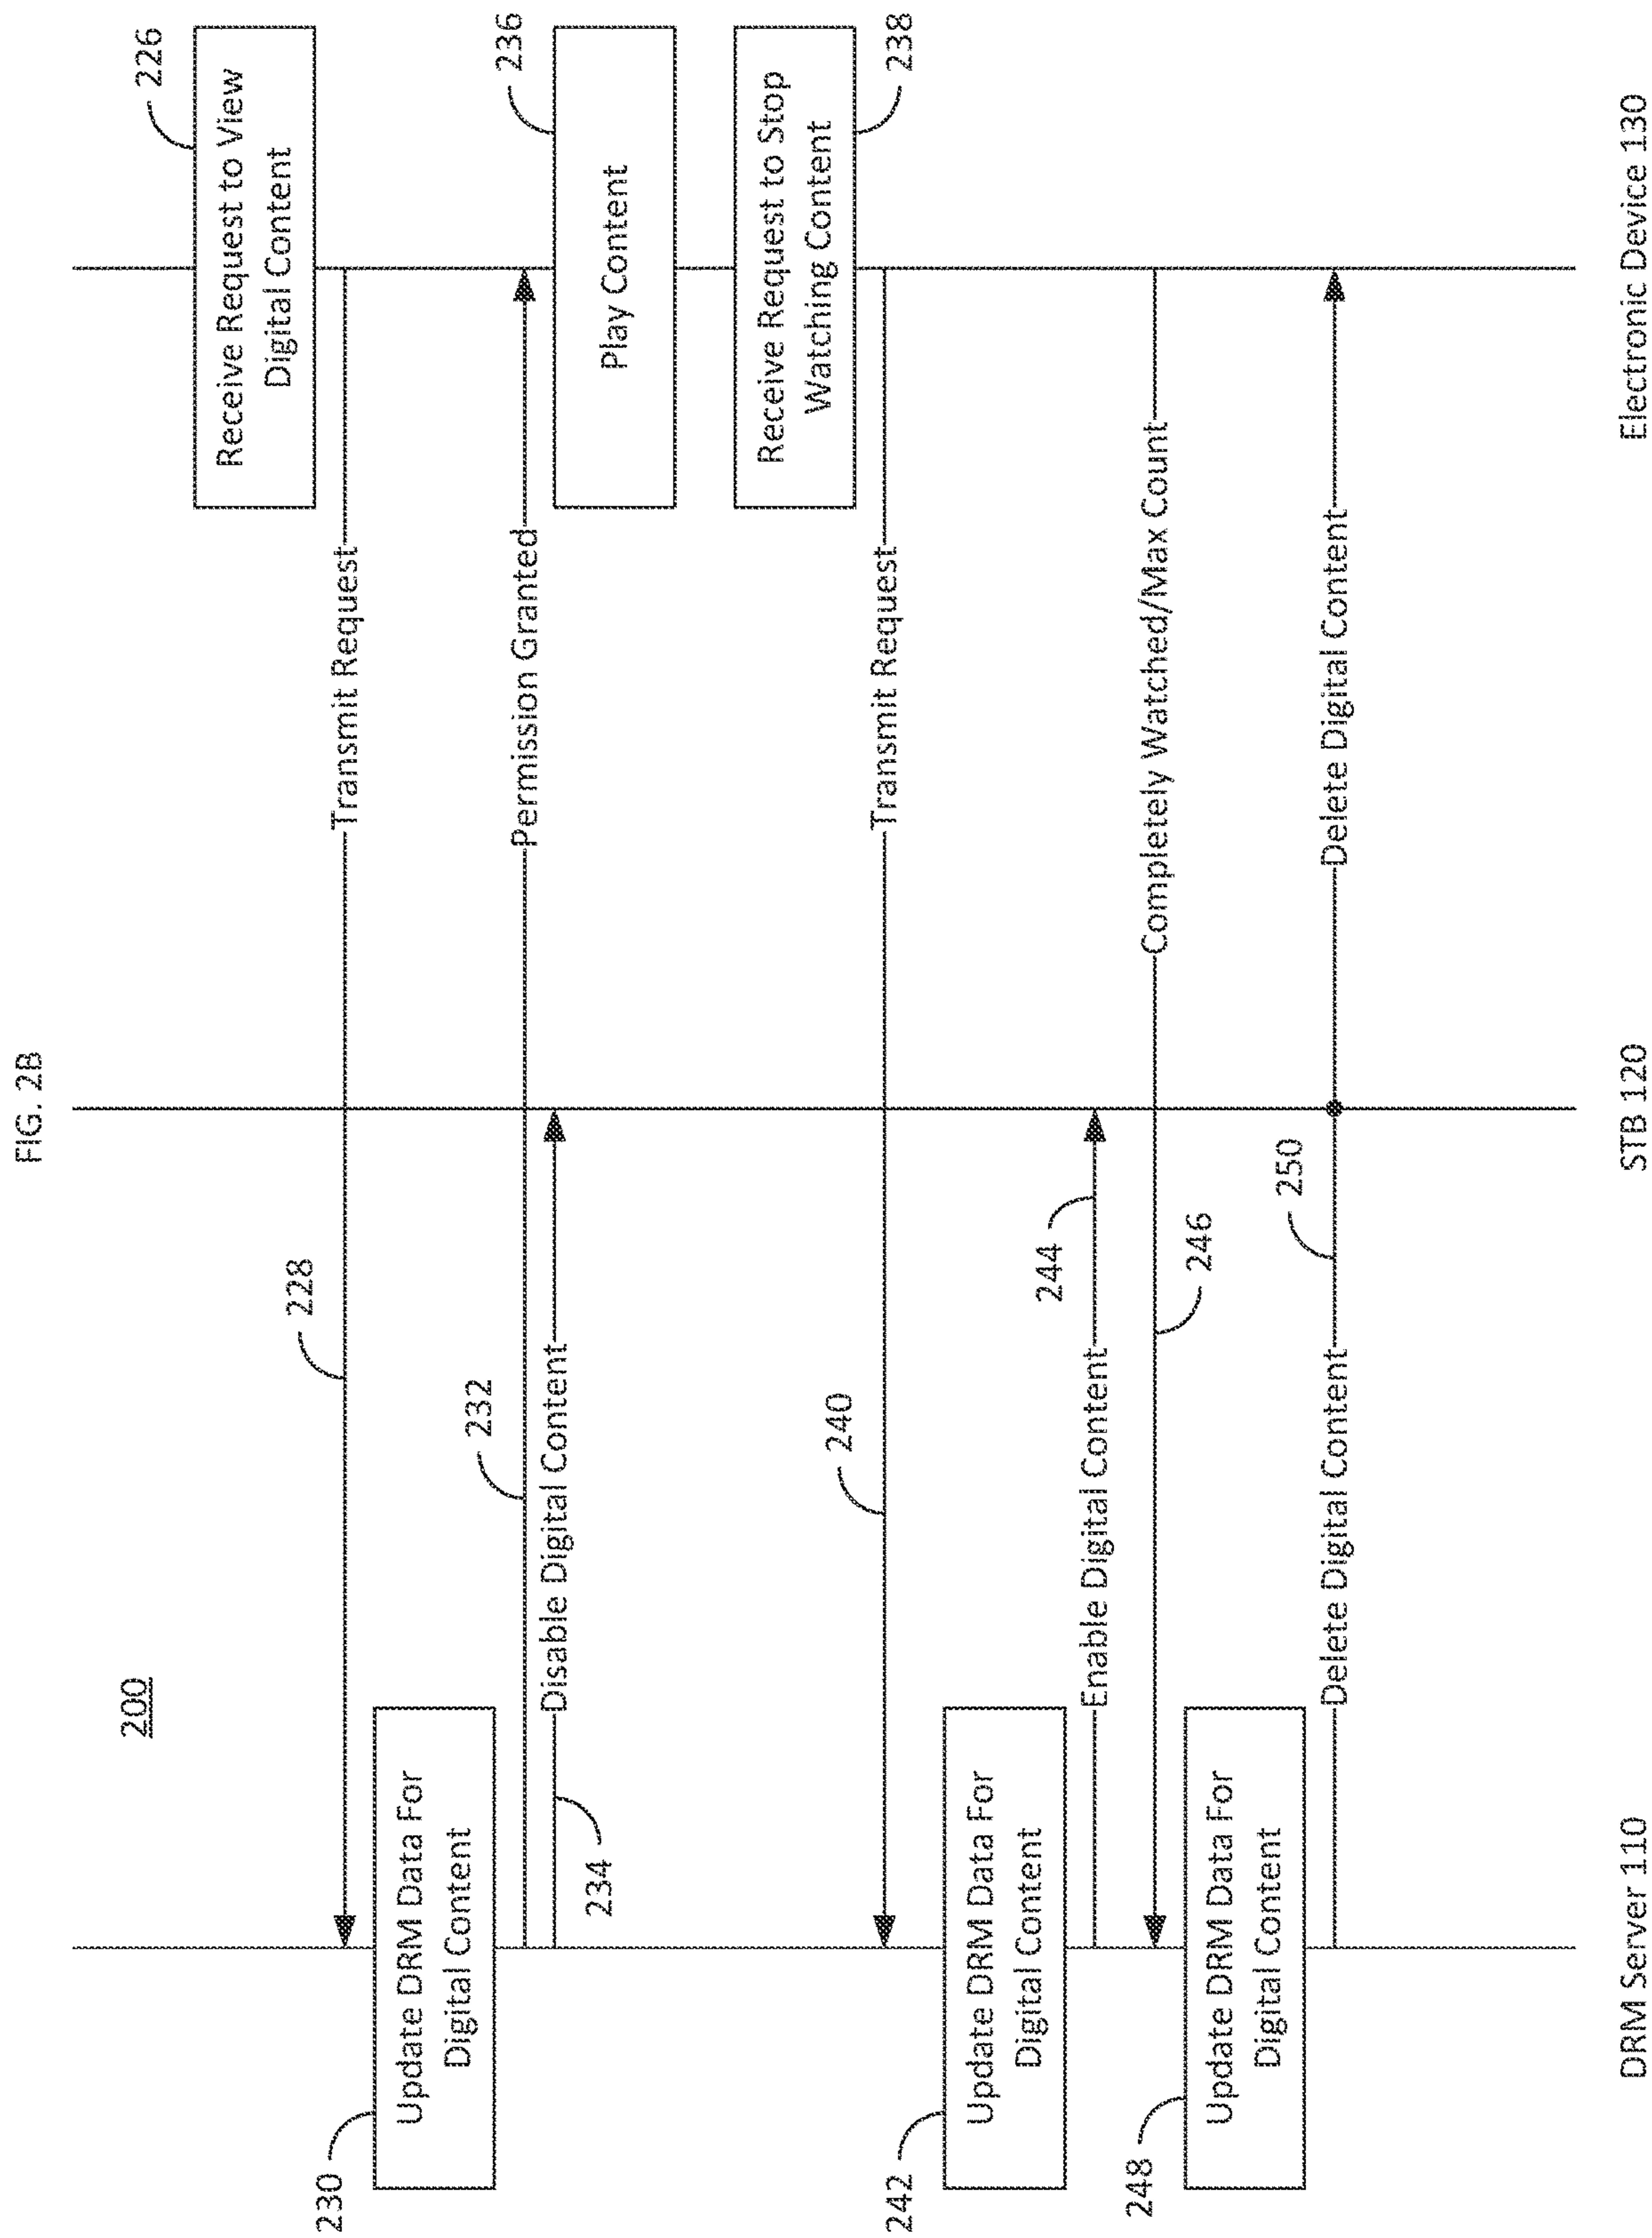 FIG. 2B
200
226
Receive Request to View
Digital Content
228
Transmit Request
230
Update DRM Data For
Digital Content
232
Permission Granted
234
Disable Digital Content
236
Play Content
238
Receive Request to Stop
Watching Content
240
Transmit Request
242
Update DRM Data For
Digital Content
244
Enable Digital Content
246
Completely Watched/Max Count
248
Update DRM Data For
Digital Content
250
Delete Digital Content
Delete Digital Content
DRM Server 110
STB 120
Electronic Device 130